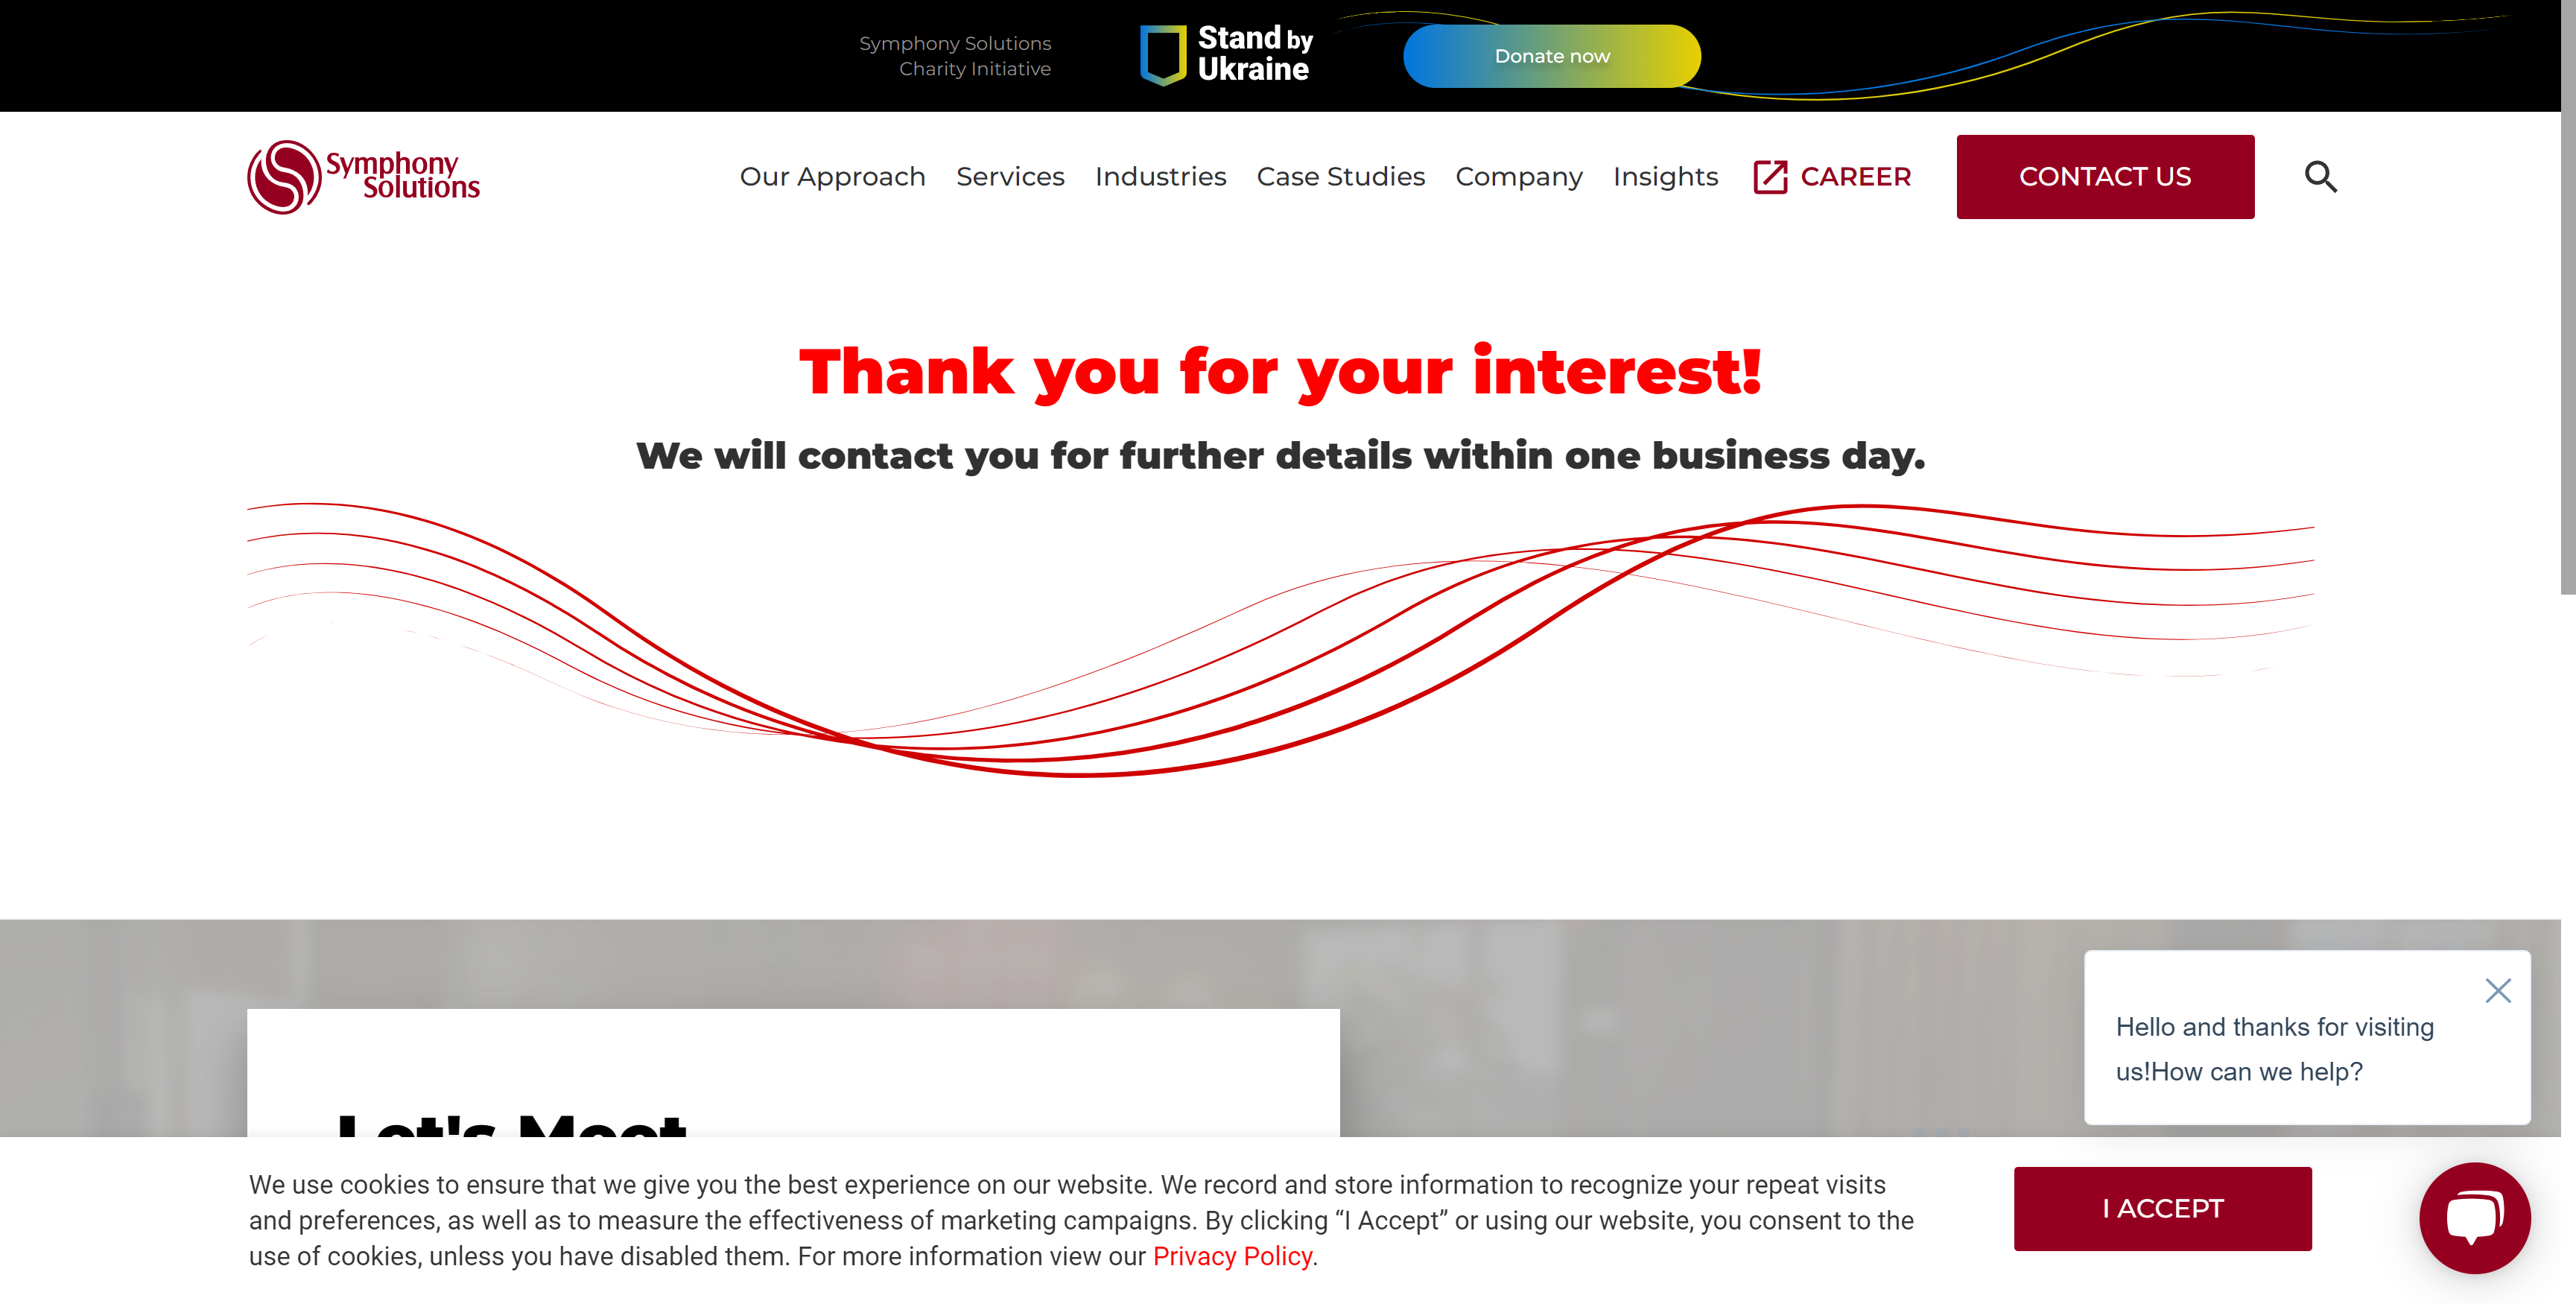 Symphony Solutions
Charity Initiative
Stand by
Ukraine
Donate now
Symphony
Solutions
Our Approach
Services
Industries
Case Studies
Company
Insights
CAREER
CONTACT US
Thank you for your interest!
We will contact you for further details within one business day.
Let's Meet
Hello and thanks for visiting
us!How can we help?
We use cookies to ensure that we give you the best experience on our website. We record and store information to recognize your repeat visits
and preferences, as well as to measure the effectiveness of marketing campaigns. By clicking “I Accept” or using our website, you consent to the
use of cookies, unless you have disabled them. For more information view our Privacy Policy.
I ACCEPT